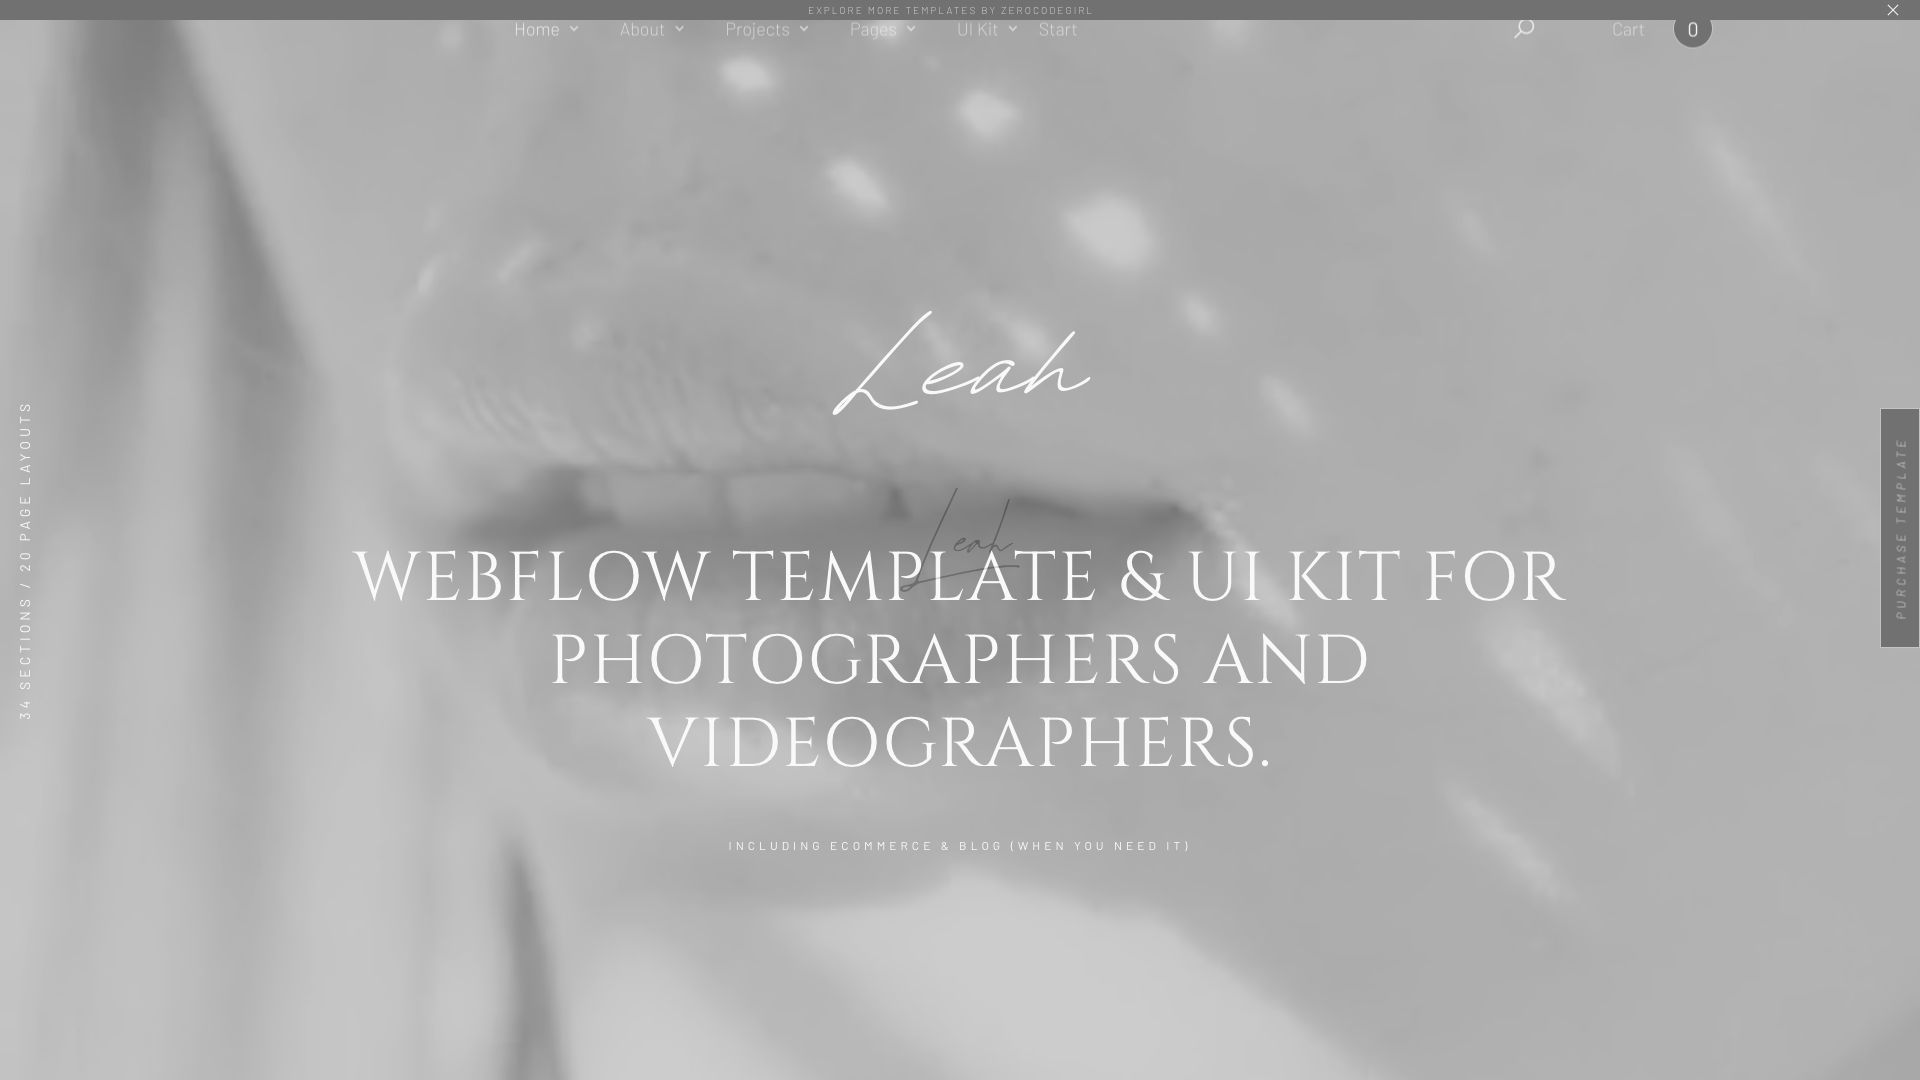 EXPLORE MORE TEMPLATES BY ZEROCODEGIRL
Home About Projects Pages UI Kit Start Cart 0
Leah
Leah
WEBFLOW TEMPLATE & UI KIT FOR
PHOTOGRAPHERS AND
VIDEOGRAPHERS.
INCLUDING ECOMMERCE & BLOG (WHEN YOU NEED IT)
34 SECTIONS / 20 PAGE LAYOUTS
PURCHASE TEMPLATE